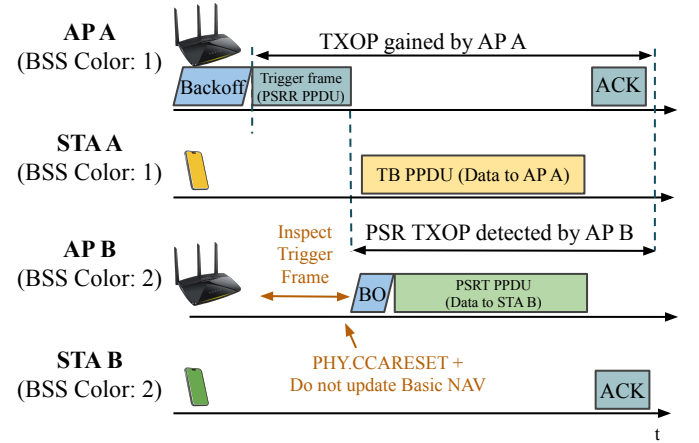 AP A
(BSS Color: 1)
TXOP gained by AP A
Backoff
Trigger frame
(PSRR PPDU)
ACK
STA A
(BSS Color: 1)
TB PPDU (Data to AP A)
AP B
(BSS Color: 2)
Inspect
Trigger
Frame
PSR TXOP detected by AP B
BO
PSRT PPDU
(Data to STA B)
PHY.CCARESET +
Do not update Basic NAV
STA B
(BSS Color: 2)
ACK
t